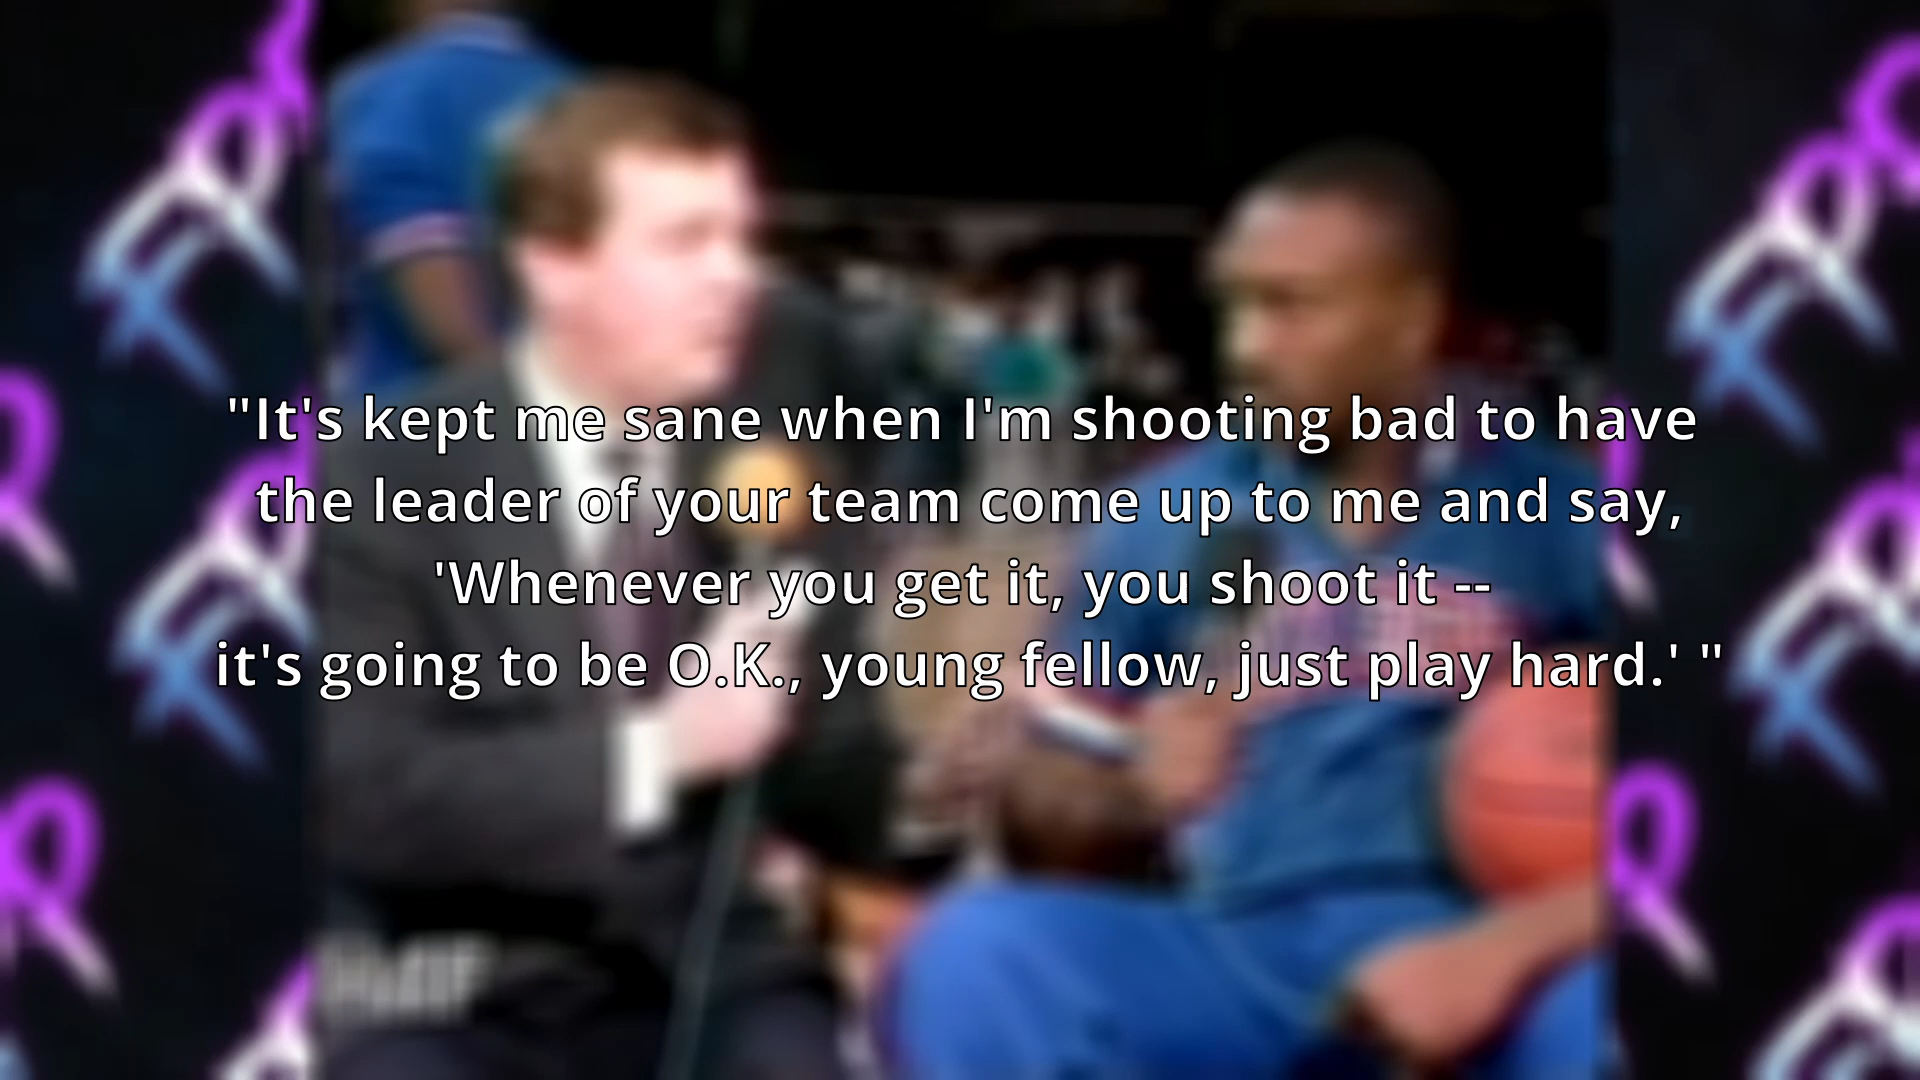 "It's kept me sane when I'm shooting bad to have
the leader of your team come up to me and say,
'Whenever you get it, you shoot it --
it's going to be O.K., young fellow, just play hard.' "